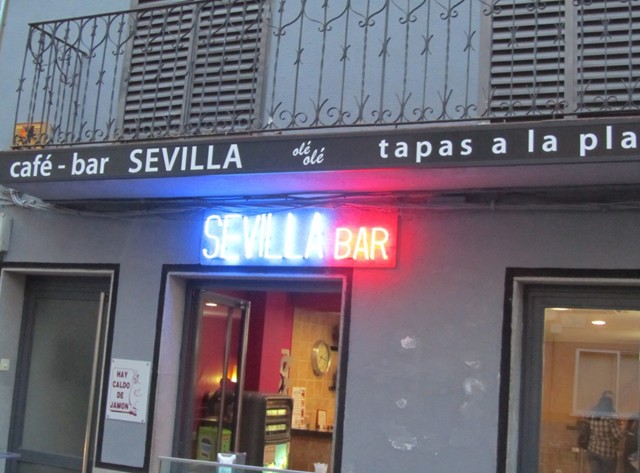 café - bar SEVILLA olé olé tapas a la pla
SEVILLA BAR
HAY
CALDO
DE
JAMON